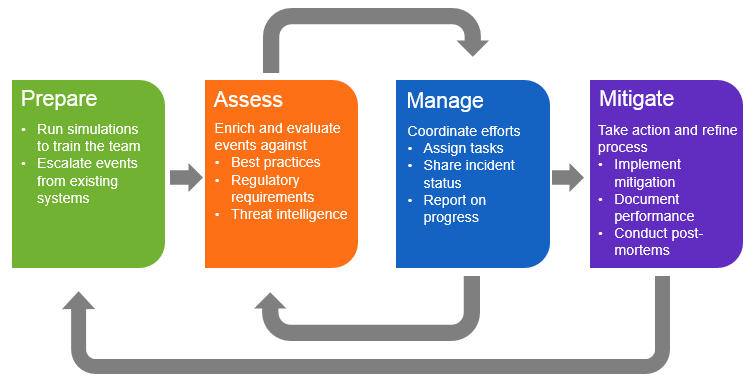 Prepare
• Run simulations
to train the team
• Escalate events
from existing
systems
Assess
Enrich and evaluate
events against
• Best practices
• Regulatory
requirements
• Threat intelligence
Manage
Coordinate efforts
• Assign tasks
• Share incident
status
• Report on
progress
Mitigate
Take action and refine
process
• Implement
mitigation
• Document
performance
• Conduct post-
mortems